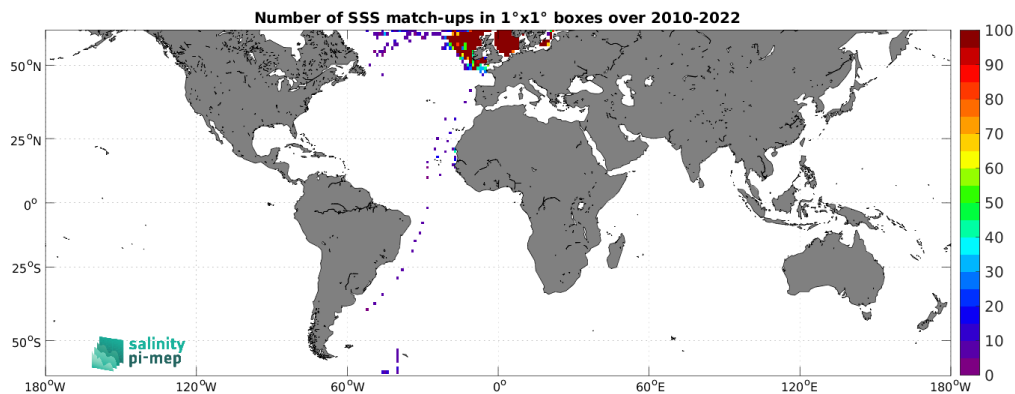 Number of SSS match-ups in 1°x1° boxes over 2010-2022
100
90
80
70
60
50
40
30
20
10
0
50°N
25°N
0°
25°S
50°S
salinity
pi-mep
180°W 120°W 60°W 0° 60°E 120°E 180°W